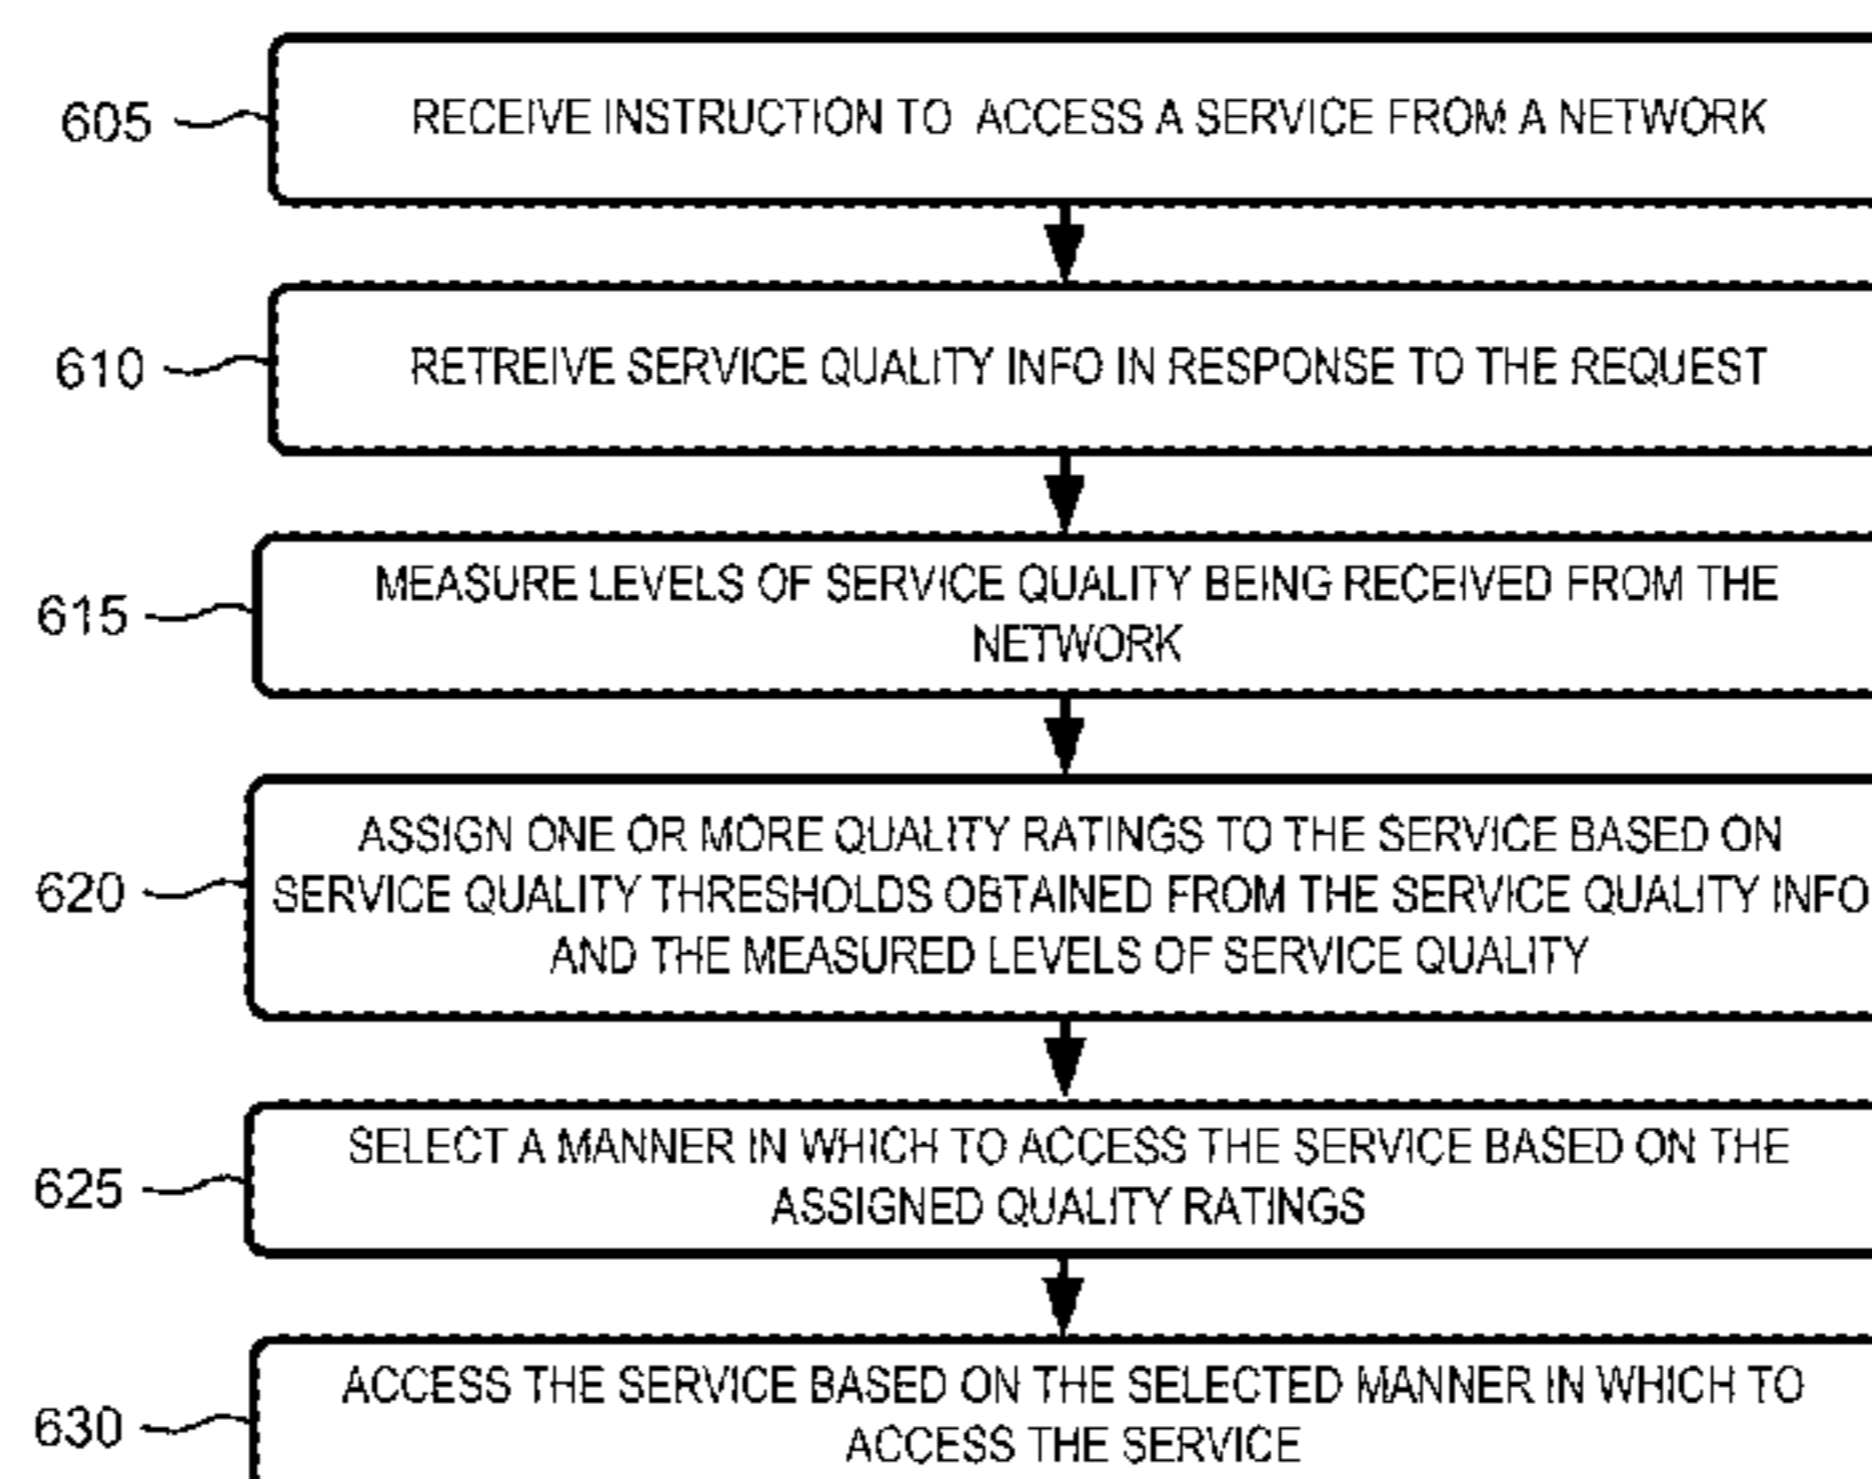 605
RECEIVE INSTRUCTION TO ACCESS A SERVICE FROM A NETWORK
610
RETREIVE SERVICE QUALITY INFO IN RESPONSE TO THE REQUEST
615
MEASURE LEVELS OF SERVICE QUALITY BEING RECEIVED FROM THE
NETWORK
620
ASSIGN ONE OR MORE QUALITY RATINGS TO THE SERVICE BASED ON
SERVICE QUALITY THRESHOLDS OBTAINED FROM THE SERVICE QUALITY INFO
AND THE MEASURED LEVELS OF SERVICE QUALITY
625
SELECT A MANNER IN WHICH TO ACCESS THE SERVICE BASED ON THE
ASSIGNED QUALITY RATINGS
630
ACCESS THE SERVICE BASED ON THE SELECTED MANNER IN WHICH TO
ACCESS THE SERVICE